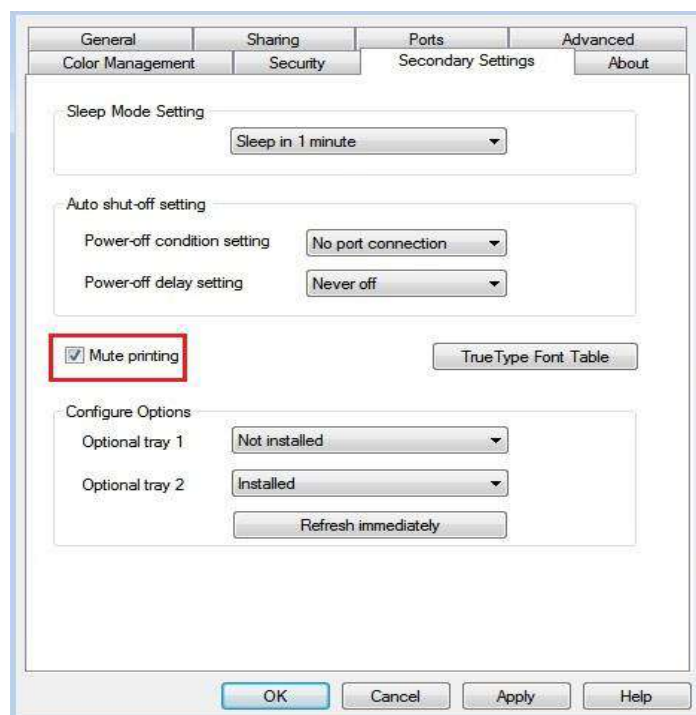 General Sharing Ports Advanced
Color Management Security Secondary Settings About
Sleep Mode Setting
Sleep in 1 minute
Auto shut-off setting
Power-off condition setting No port connection
Power-off delay setting Never off
Mute printing TrueType Font Table
Configure Options
Optional tray 1 Not installed
Optional tray 2 Installed
Refresh immediately
OK Cancel Apply Help